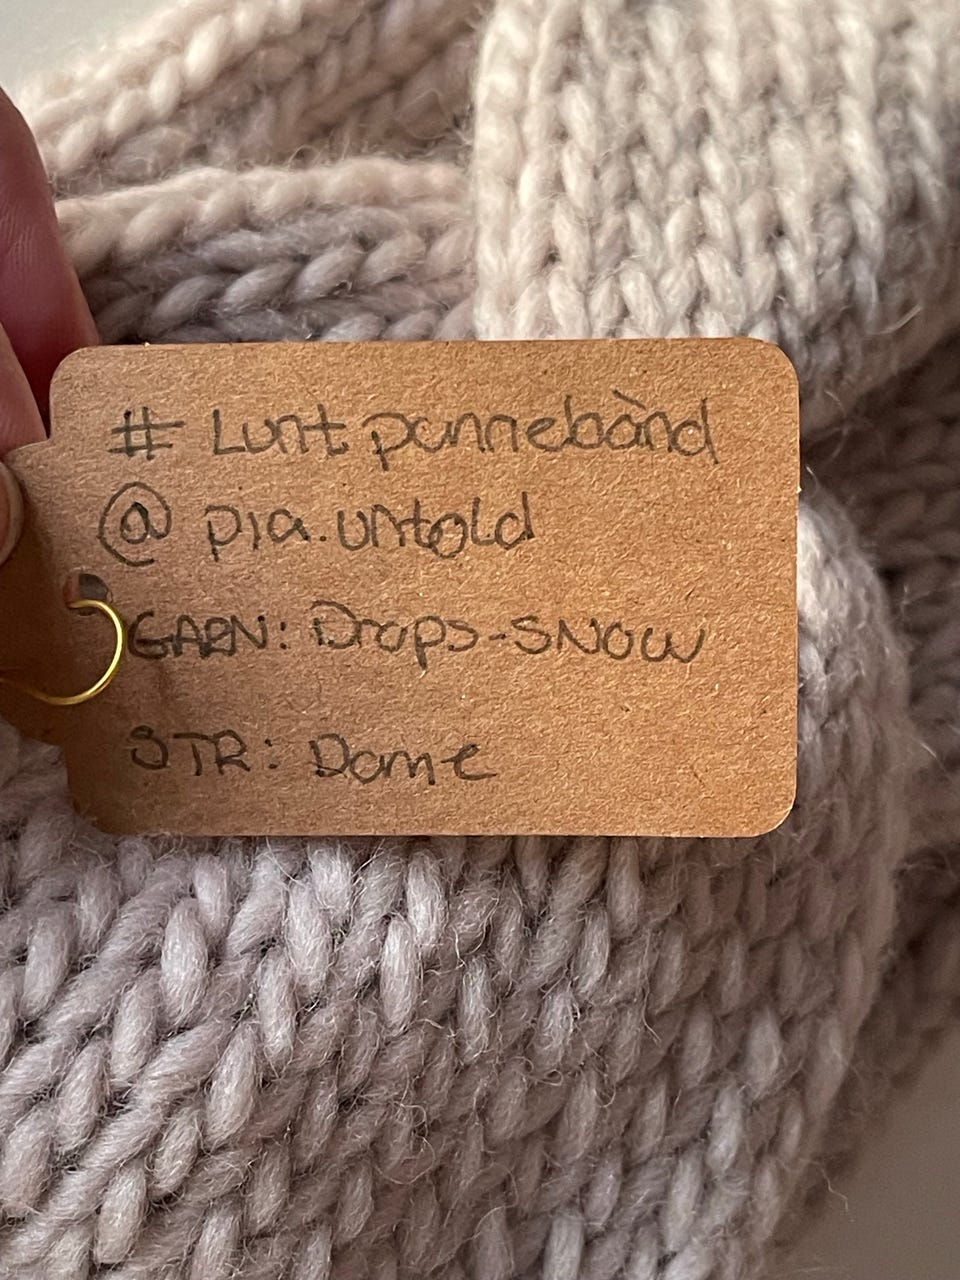 # Lunt pannebånd
@ pia.untold
GARN: Drops-SNOW
STR: Dame